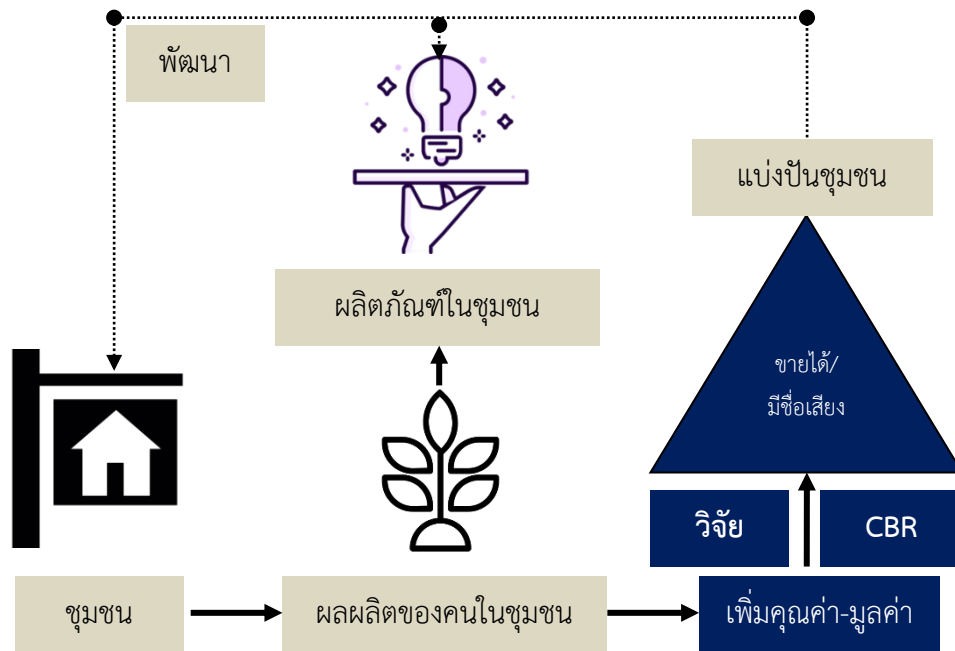 พัฒนา
แบ่งปันชุมชน
ผลิตภัณฑ์ในชุมชน
ขายได้/
มีชื่อเสียง
วิจัย
CBR
ชุมชน
ผลผลิตของคนในชุมชน
เพิ่มคุณค่า-มูลค่า